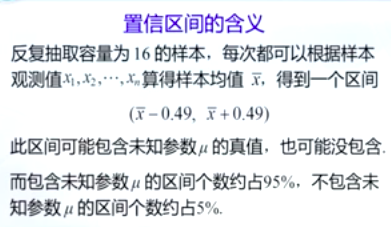 置信区间的含义
反复抽取容量为 16 的样本，每次都可以根据样本
观测值x₁,x₂,⋯,xₙ算得样本均值 x̄，得到一个区间
(x̄−0.49, x̄+0.49)
此区间可能包含未知参数μ的真值，也可能没包含.
而包含未知参数μ的区间个数约占95%，不包含未
知参数μ的区间个数约占5%.